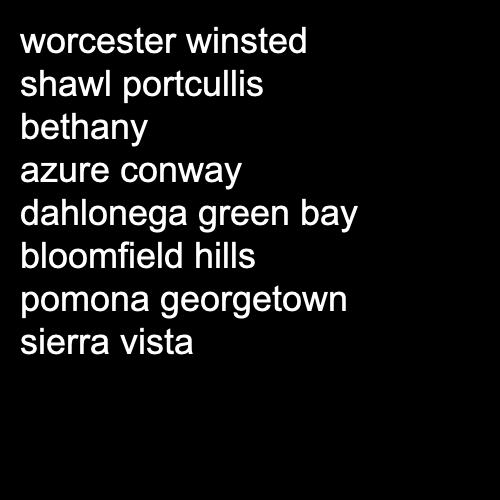 worcester winsted
shawl portcullis
bethany
azure conway
dahlonega green bay
bloomfield hills
pomona georgetown
sierra vista